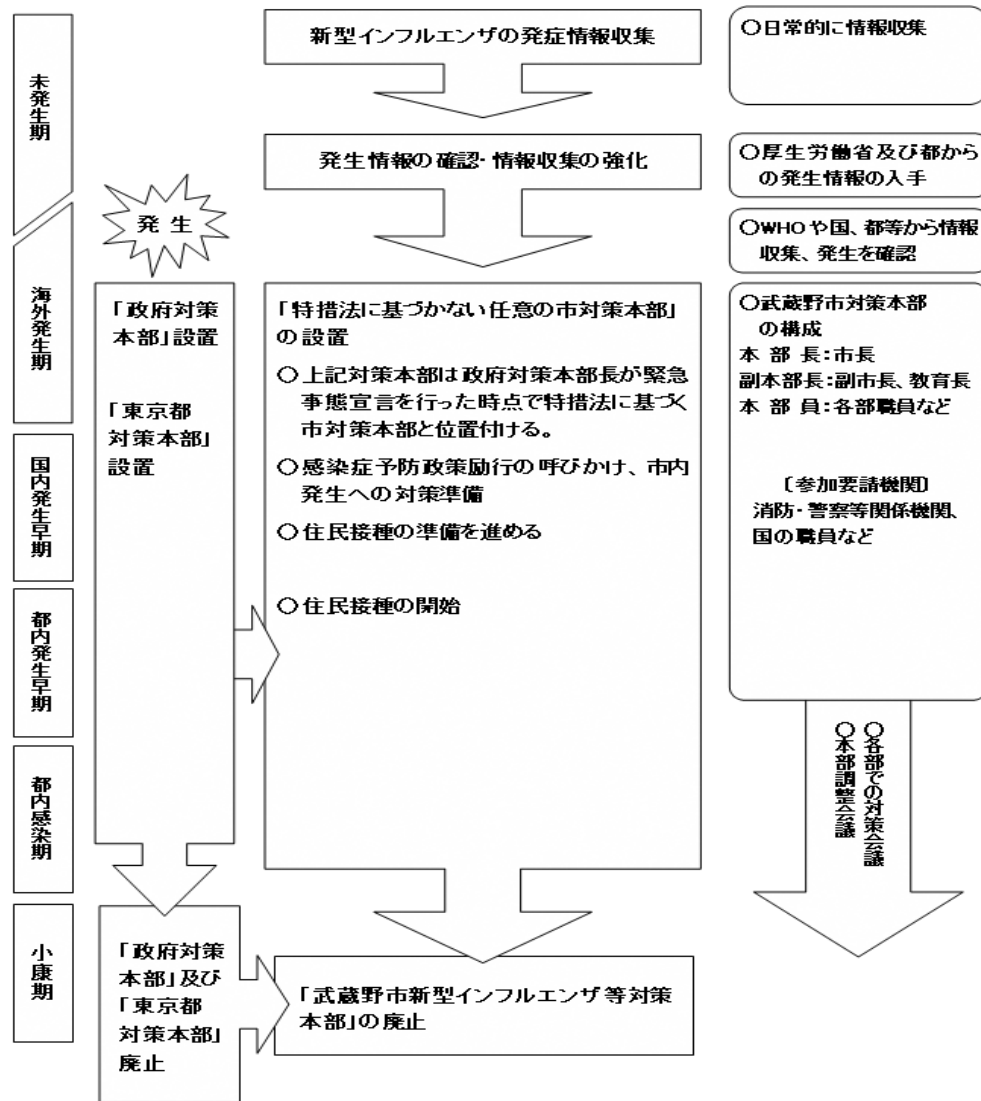 未発生期
海外発生期
国内発生早期
都内発生早期
都内感染期
小康期
新型インフルエンザの発症情報収集
発生情報の確認・情報収集の強化
発生
「政府対策
本部」設置
「東京都
対策本部」
設置
「特措法に基づかない任意の市対策本部」
の設置
○上記対策本部は政府対策本部長が緊急
事態宣言を行った時点で特措法に基づく
市対策本部と位置付ける。
○感染症予防政策励行の呼びかけ、市内
発生への対策準備
○住民接種の準備を進める
○住民接種の開始
「政府対策
本部」及び
「東京都
対策本部」
廃止
「武蔵野市新型インフルエンザ等対策
本部」の廃止
○日常的に情報収集
○厚生労働省及び都から
の発生情報の入手
○WHOや国、都等から情報
収集、発生を確認
○武蔵野市対策本部
の構成
本 部 長：市長
副本部長：副市長、教育長
本 部 員：各部職員など
〔参加要請機関〕
消防・警察等関係機関、
国の職員など
○各部での対策会議
○本部調整会議